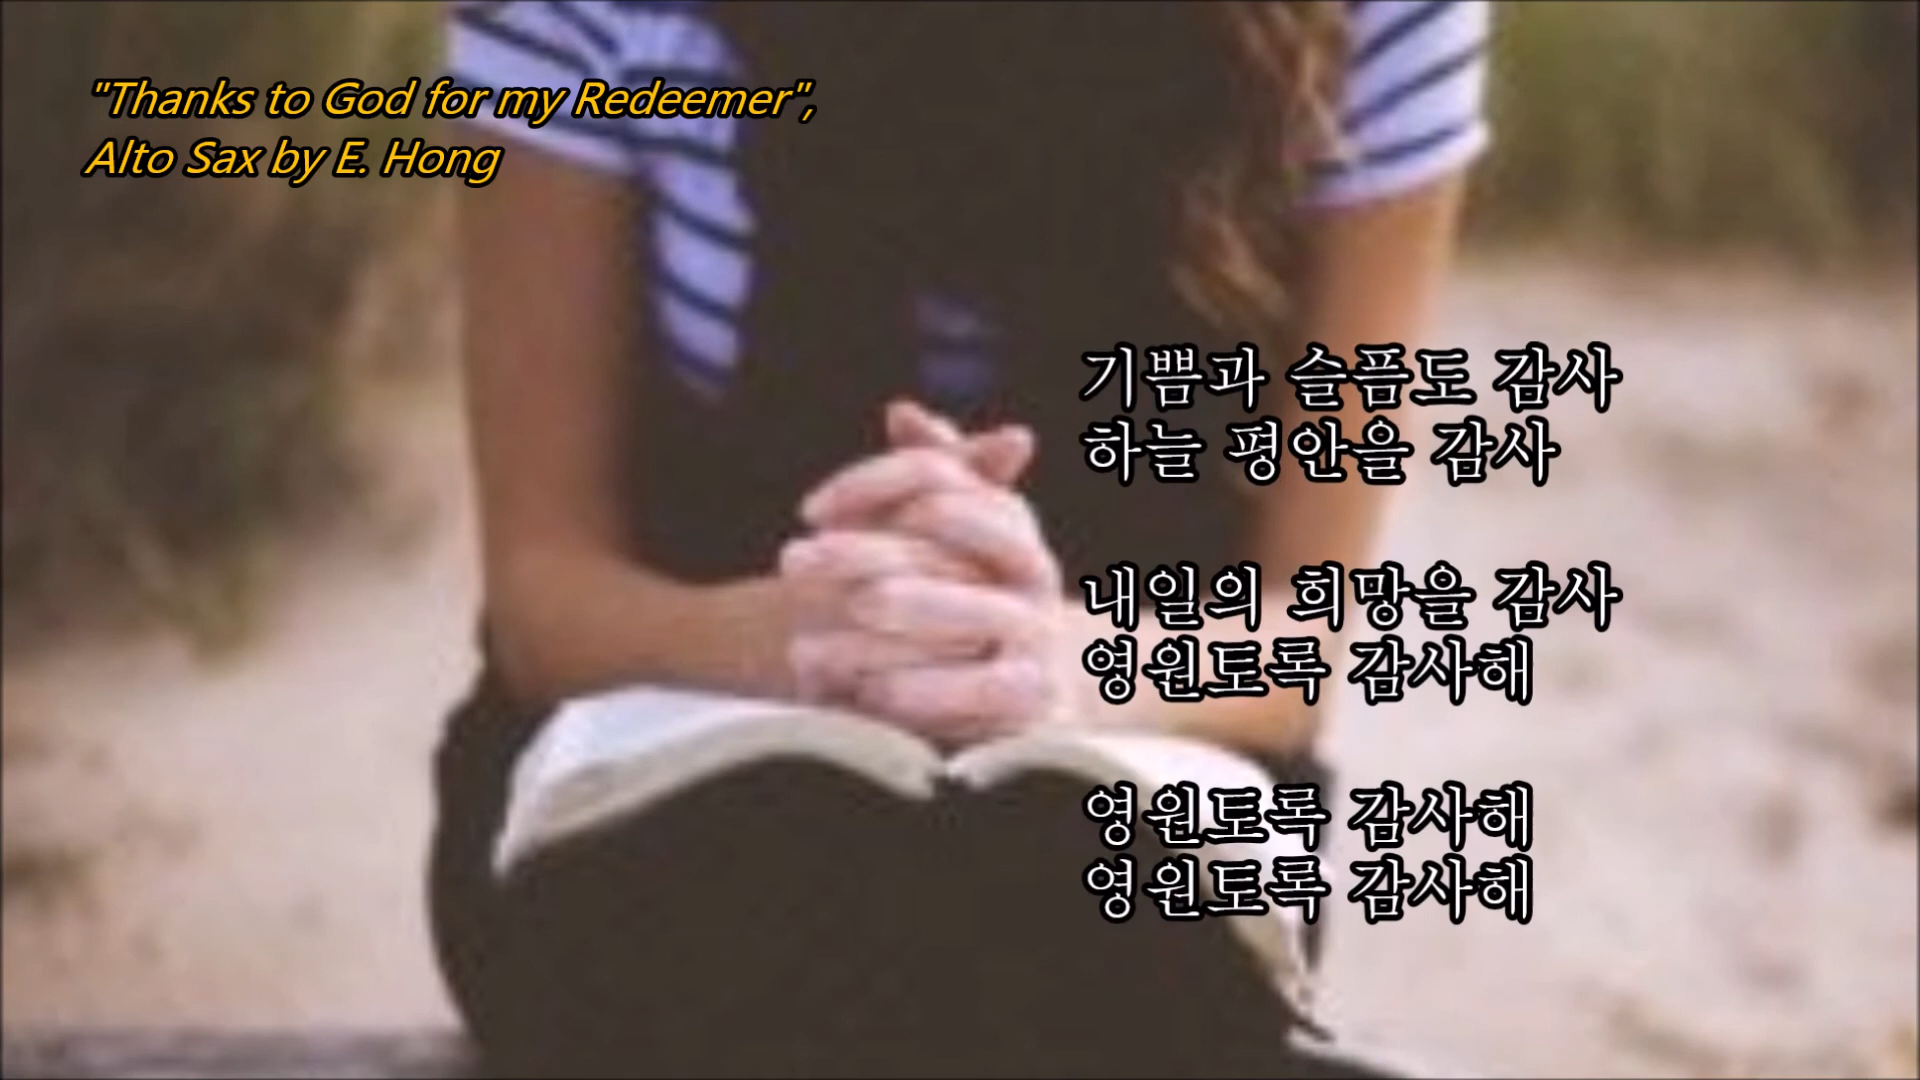 "Thanks to God for my Redeemer",
Alto Sax by E. Hong
기쁨과 슬픔도 감사
하늘 평안을 감사
내일의 희망을 감사
영원토록 감사해
영원토록 감사해
영원토록 감사해